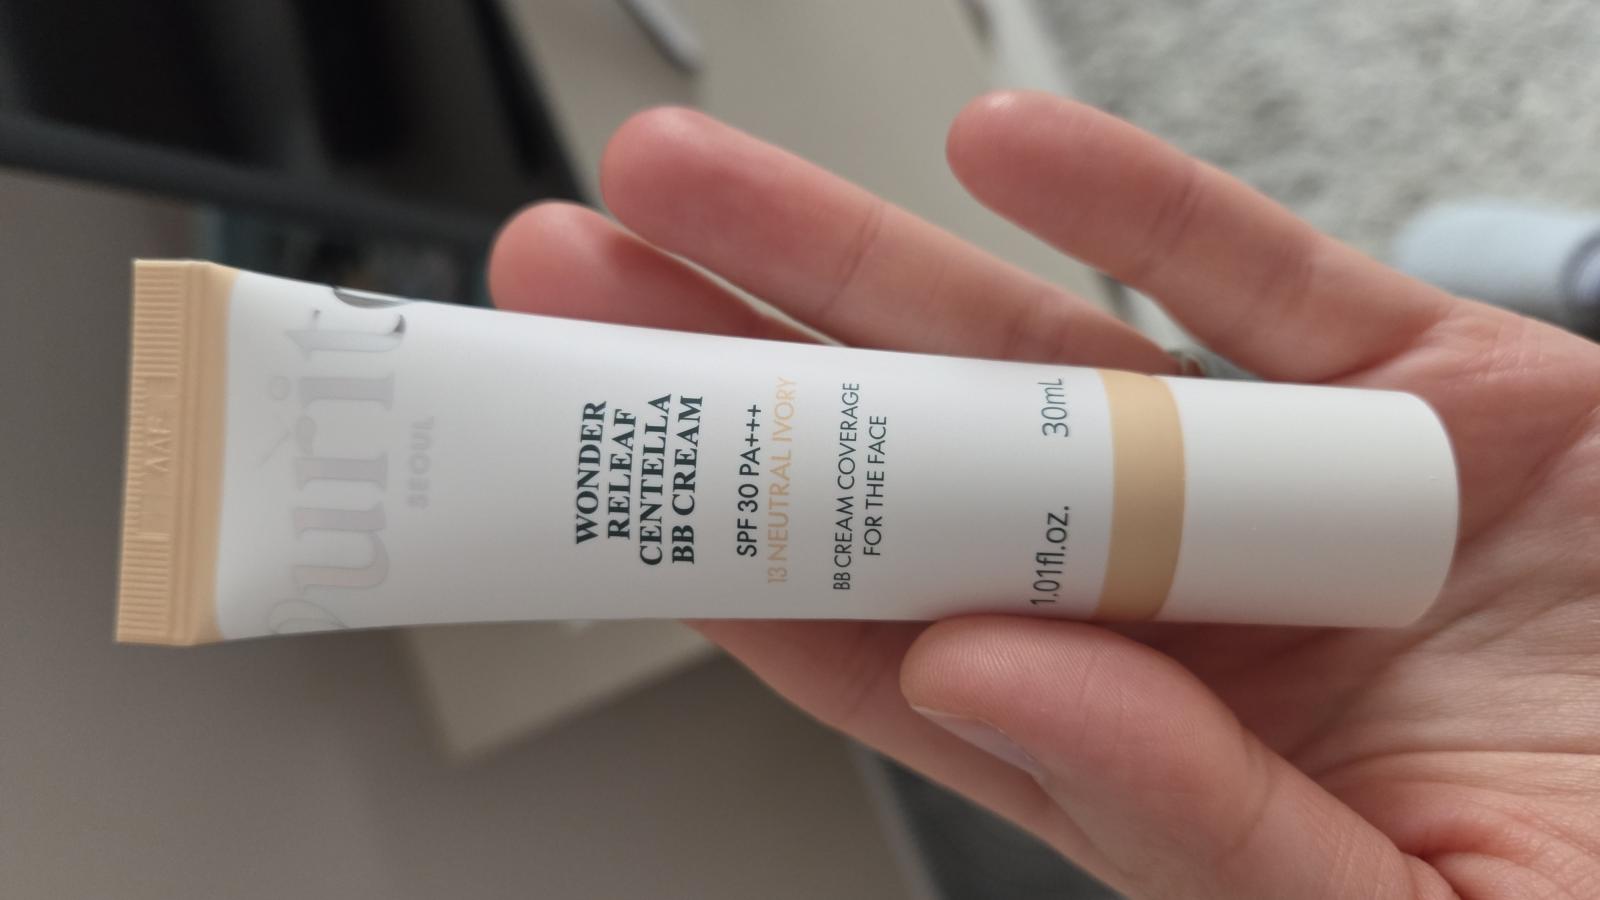 purito
SEOUL
WONDER
RELEAF
CENTELLA
BB CREAM
SPF 30 PA+++
13 NEUTRAL IVORY
BB CREAM COVERAGE
FOR THE FACE
1.01fl.oz. 30mL